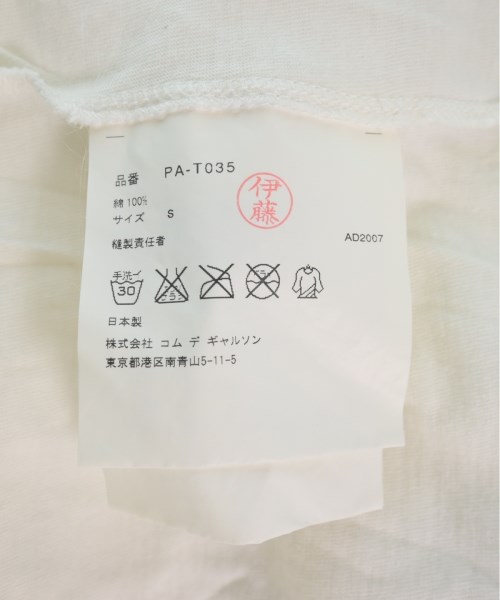 品番 PA-T035
綿 100%
サイズ S
伊藤
縫製責任者
AD2007
手洗イ
30
日本製
株式会社 コム デ ギャルソン
東京都港区南青山5-11-5